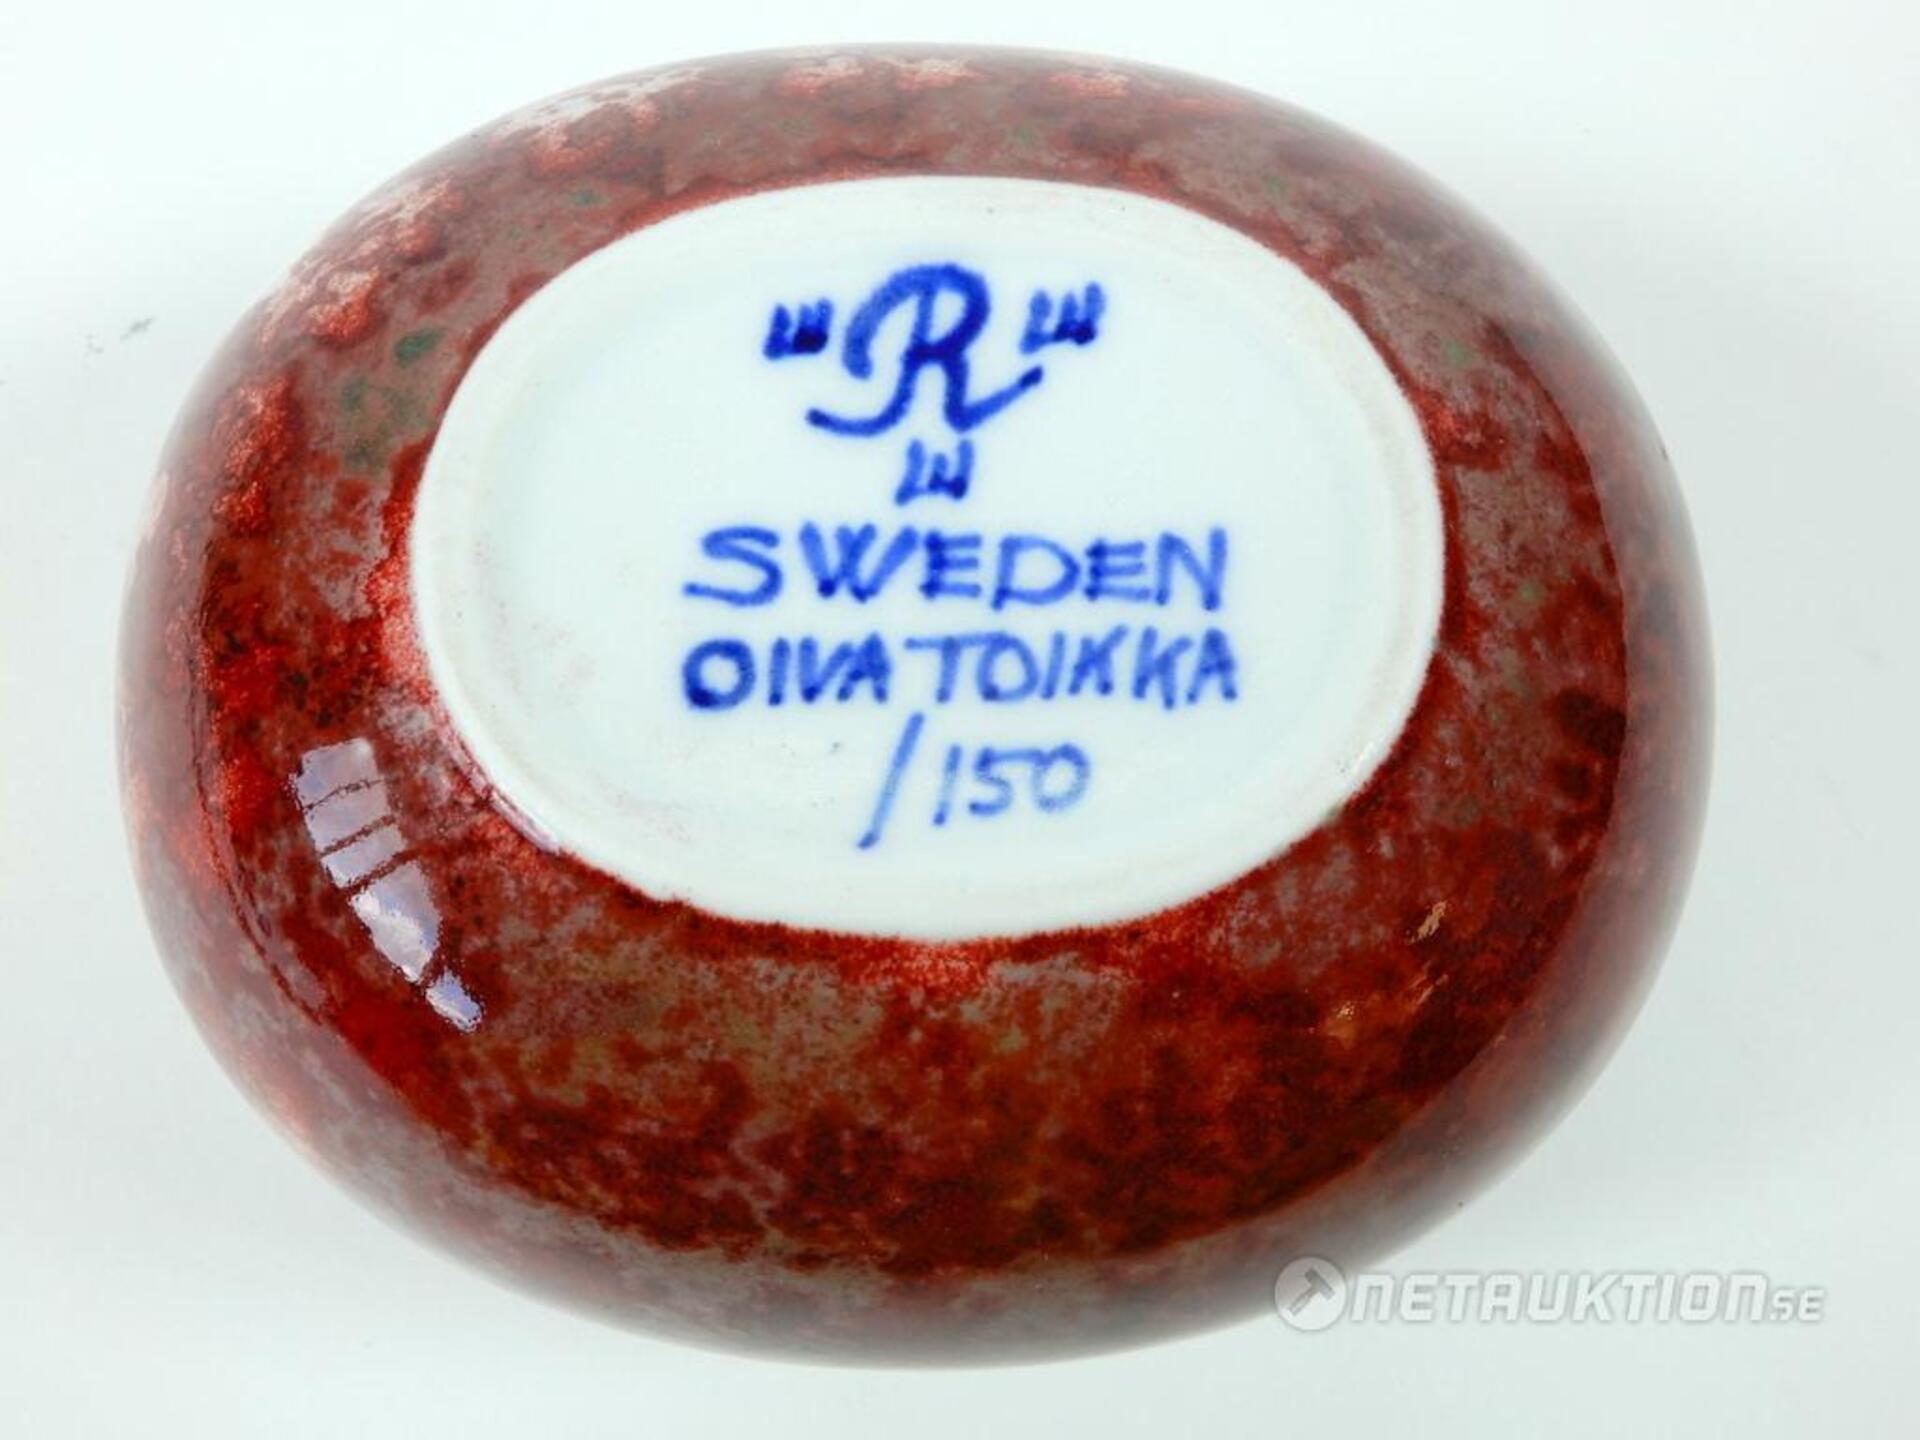 R
SWEDEN
OIVA TOIKKA
/150
NETAUKTION.SE